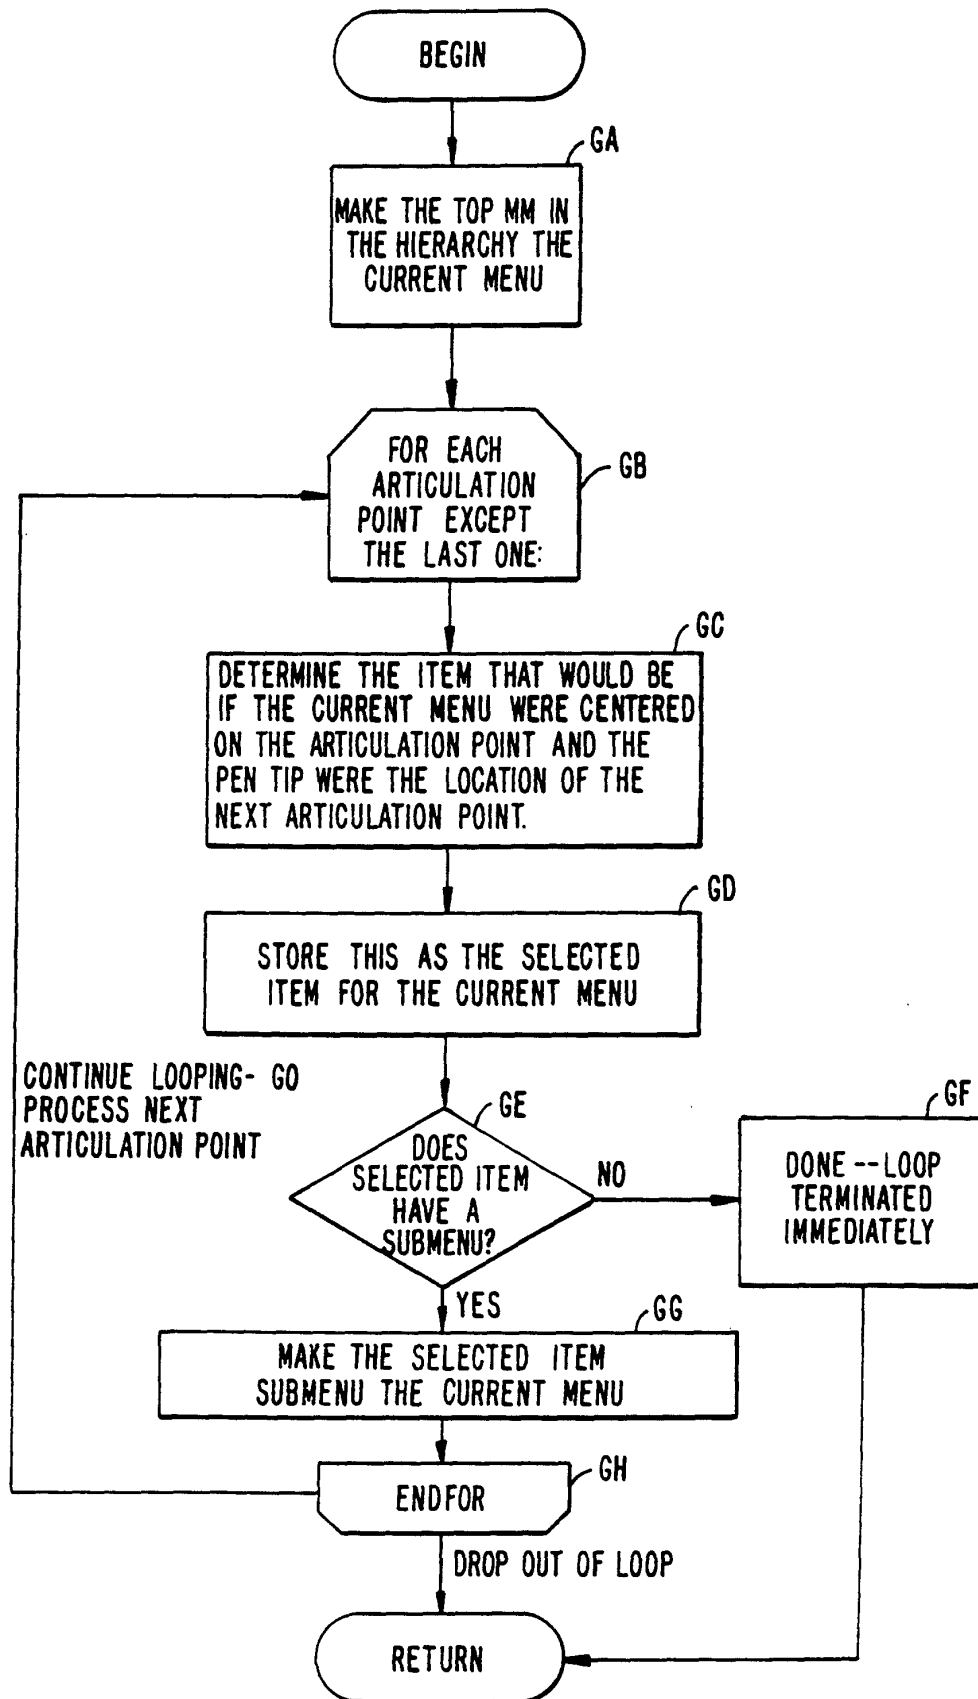 BEGIN
GA
MAKE THE TOP MM IN
THE HIERARCHY THE
CURRENT MENU
FOR EACH
ARTICULATION
POINT EXCEPT
THE LAST ONE:
GB
GC
DETERMINE THE ITEM THAT WOULD BE
IF THE CURRENT MENU WERE CENTERED
ON THE ARTICULATION POINT AND THE
PEN TIP WERE THE LOCATION OF THE
NEXT ARTICULATION POINT.
GD
STORE THIS AS THE SELECTED
ITEM FOR THE CURRENT MENU
CONTINUE LOOPING- GO
PROCESS NEXT
ARTICULATION POINT
GE
DOES
SELECTED ITEM
HAVE A
SUBMENU?
NO
GF
DONE -- LOOP
TERMINATED
IMMEDIATELY
YES
GG
MAKE THE SELECTED ITEM
SUBMENU THE CURRENT MENU
GH
ENDFOR
DROP OUT OF LOOP
RETURN